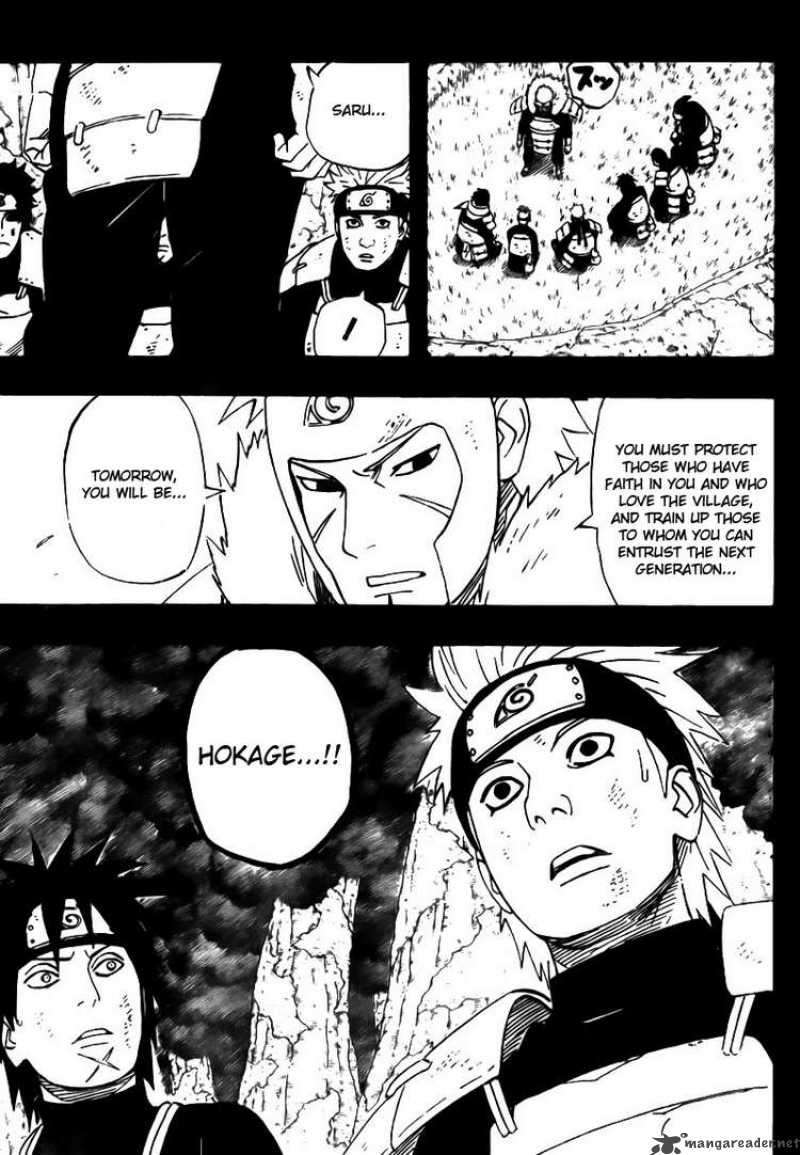 スッ
SARU...
YOU MUST PROTECT
THOSE WHO HAVE
FAITH IN YOU AND WHO
LOVE THE VILLAGE,
AND TRAIN UP THOSE
TO WHOM YOU CAN
ENTRUST THE NEXT
GENERATION...
TOMORROW,
YOU WILL BE...
HOKAGE...!!
mangareader.net